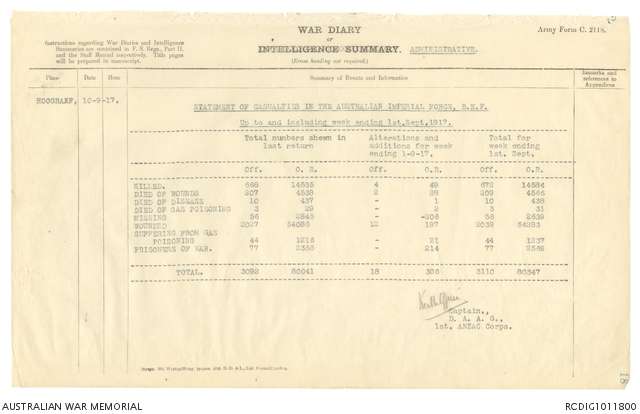 WAR DIARY
or
INTELLIGENCE SUMMARY. ADMINISTRATIVE.
(Erase heading not required).
Army Form C. 2118.
Instructions regarding War Diaries and Intelligence
Summaries are contained in F. S. Regs., Part II.
and the Staff Manual respectively. Title pages
will be prepared in manuscript.
Place Date Hour Summary of Events and Information Remarks and references to Appendices
HOOGRAAF, 10-9-17.
STATEMENT OF CASUALTIES IN THE AUSTRALIAN IMPERIAL FORCE, B.E.F.
Up to and including week ending 1st.Sept.1917.
Total numbers shewn in last return Alterations and additions for week ending 1-9-17. Total for week ending 1st. Sept.
Off. O.R. Off. O.R. Off. O.R.
KILLED. 668 14535 4 49 672 14584
DIED OF WOUNDS 207 4538 2 28 209 4566
DIED OF DISEASE 10 437 - 1 10 438
DIED OF GAS POISONING 3 29 - 2 3 31
MISSING 56 2845 - -206 56 2639
WOUNDED 2027 54086 12 197 2039 54283
SUFFERING FROM GAS
POISONING 44 1216 - 21 44 1237
PRISONERS OF WAR. 77 2355 - 214 77 2569
TOTAL. 3092 80041 18 306 3110 80347
Captain.,
D. A. A. G.,
1st. ANZAC Corps.
AUSTRALIAN WAR MEMORIAL
RCDIG1011800